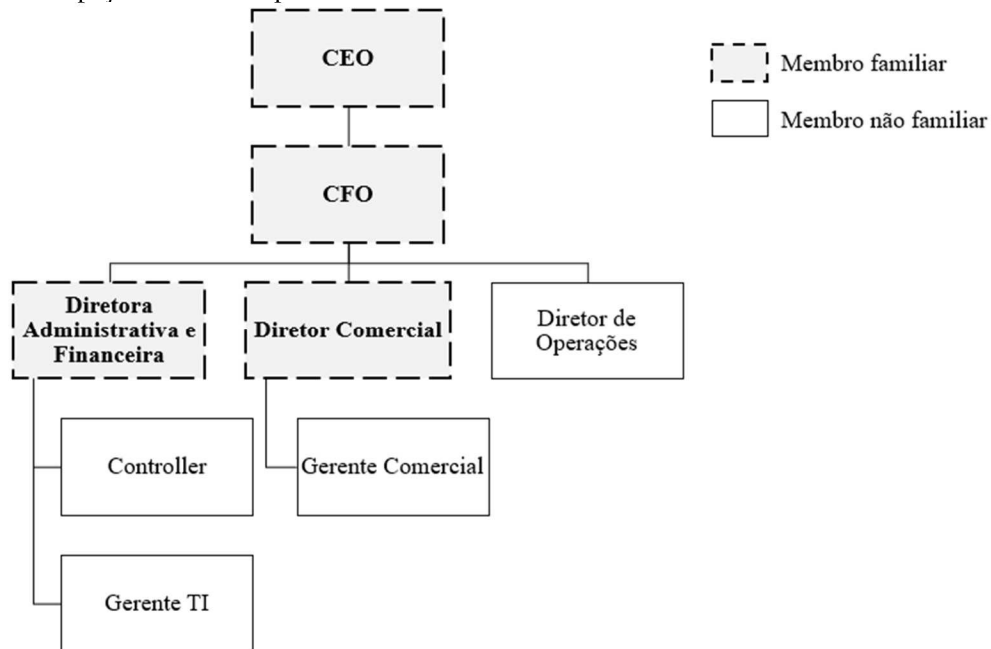 CEO
Membro familiar
Membro não familiar
CFO
Diretora
Administrativa e
Financeira
Diretor Comercial
Diretor de
Operações
Controller
Gerente Comercial
Gerente TI